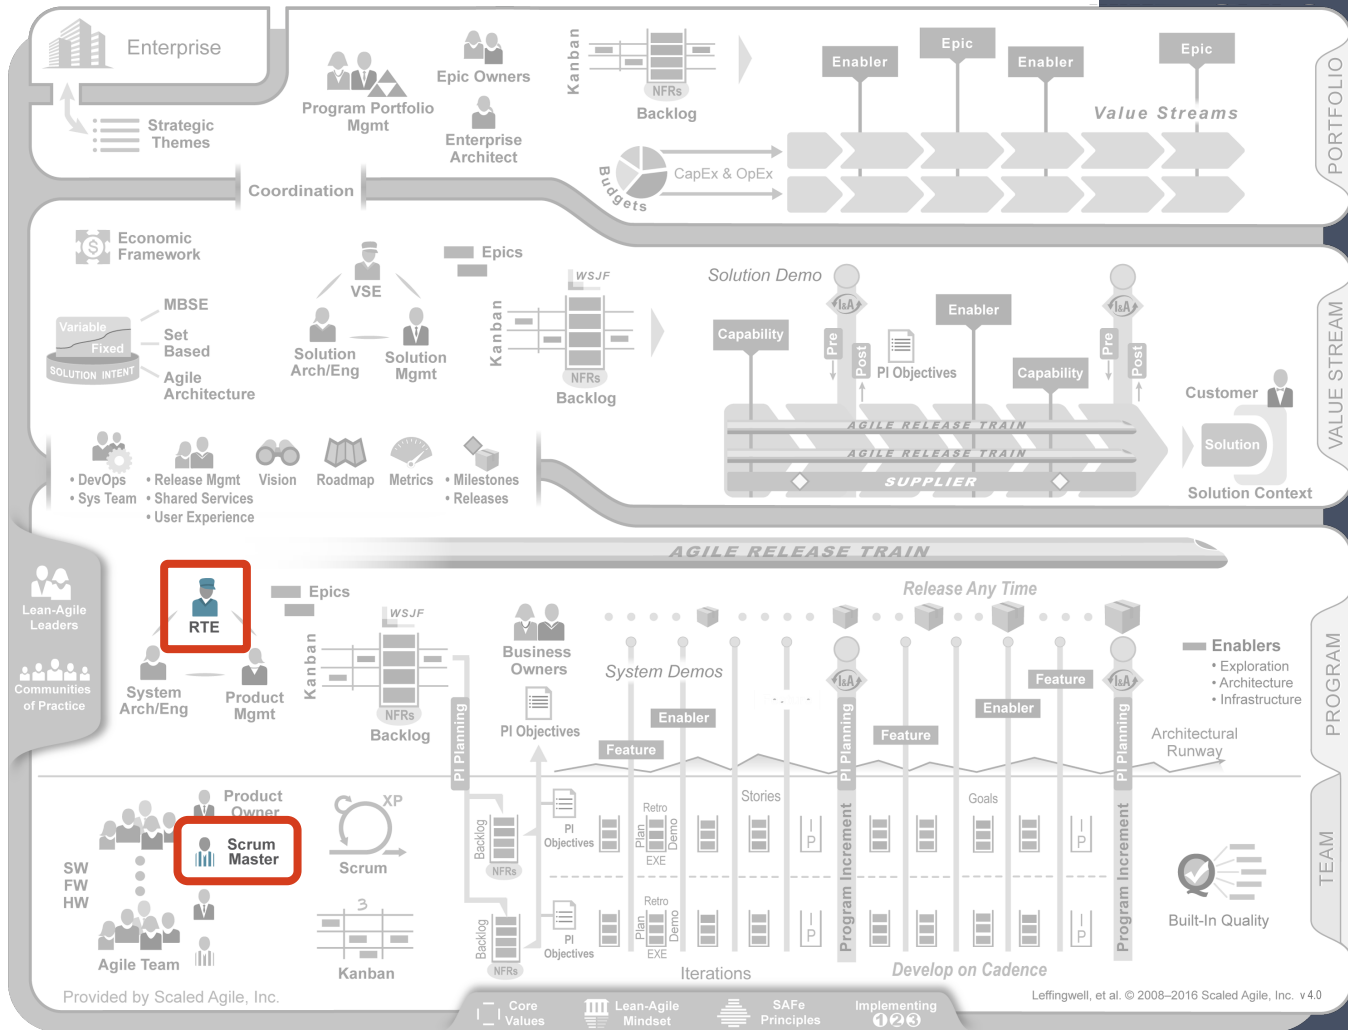 Enterprise
Strategic
Themes
Program Portfolio
Mgmt
Epic Owners
Enterprise
Architect
Kanban
NFRs
Backlog
Enabler
Epic
Enabler
Epic
Value Streams
Budgets
CapEx & OpEx
PORTFOLIO
Coordination
Economic
Framework
MBSE
Variable
Fixed
SOLUTION INTENT
Set
Based
Agile
Architecture
VSE
Solution
Arch/Eng
Solution
Mgmt
Epics
Kanban
WSJF
NFRs
Backlog
Solution Demo
Capability
Pre
I&A
Post
PI Objectives
Enabler
Capability
Pre
I&A
Post
Customer
Solution
Solution Context
AGILE RELEASE TRAIN
AGILE RELEASE TRAIN
SUPPLIER
VALUE STREAM
• DevOps
• Sys Team
• Release Mgmt
• Shared Services
• User Experience
Vision
Roadmap
Metrics
• Milestones
• Releases
AGILE RELEASE TRAIN
Lean-Agile
Leaders
Communities
of Practice
RTE
System
Arch/Eng
Product
Mgmt
Epics
Kanban
WSJF
NFRs
Backlog
PI Planning
Business
Owners
PI Objectives
Release Any Time
System Demos
Feature
Enabler
I&A
PI Planning
Feature
Enabler
Feature
I&A
PI Planning
Enablers
• Exploration
• Architecture
• Infrastructure
Architectural
Runway
PROGRAM
Product
Owner
Scrum
Master
SW
FW
HW
Agile Team
XP
Scrum
3
Kanban
Backlog
NFRs
Backlog
NFRs
PI
Objectives
PI
Objectives
Plan
Retro
EXE
Demo
Stories
I
P
Program Increment
Goals
I
P
Program Increment
Plan
Retro
EXE
Demo
I
P
I
P
Iterations
Develop on Cadence
Built-In Quality
TEAM
Provided by Scaled Agile, Inc.
Leffingwell, et al. © 2008–2016 Scaled Agile, Inc. v 4.0
Core
Values
Lean-Agile
Mindset
SAFe
Principles
Implementing
1 2 3